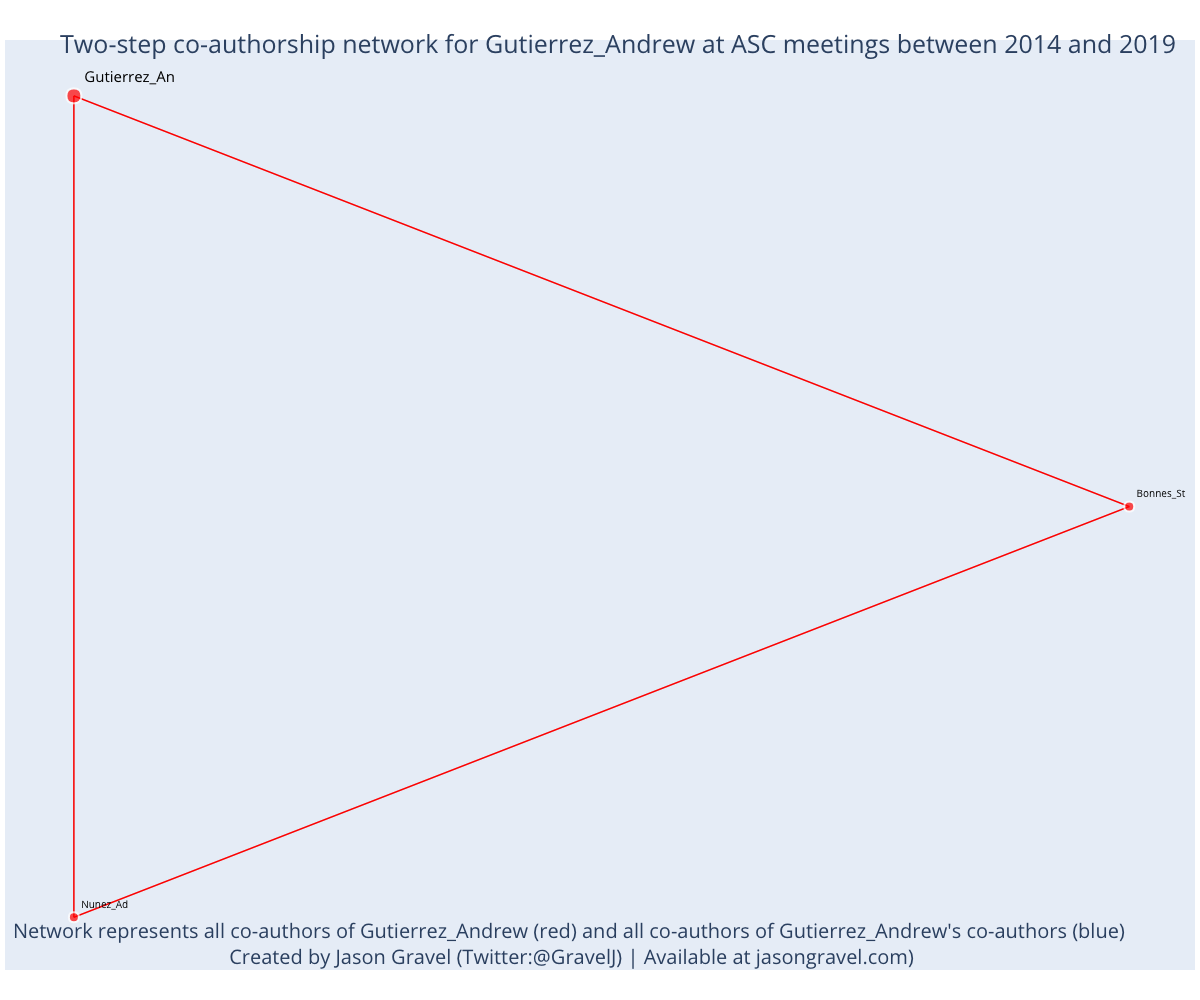 Two-step co-authorship network for Gutierrez_Andrew at ASC meetings between 2014 and 2019
Gutierrez_An
Bonnes_St
Nunez_Ad
Network represents all co-authors of Gutierrez_Andrew (red) and all co-authors of Gutierrez_Andrew's co-authors (blue)
Created by Jason Gravel (Twitter:@GravelJ) | Available at jasongravel.com)